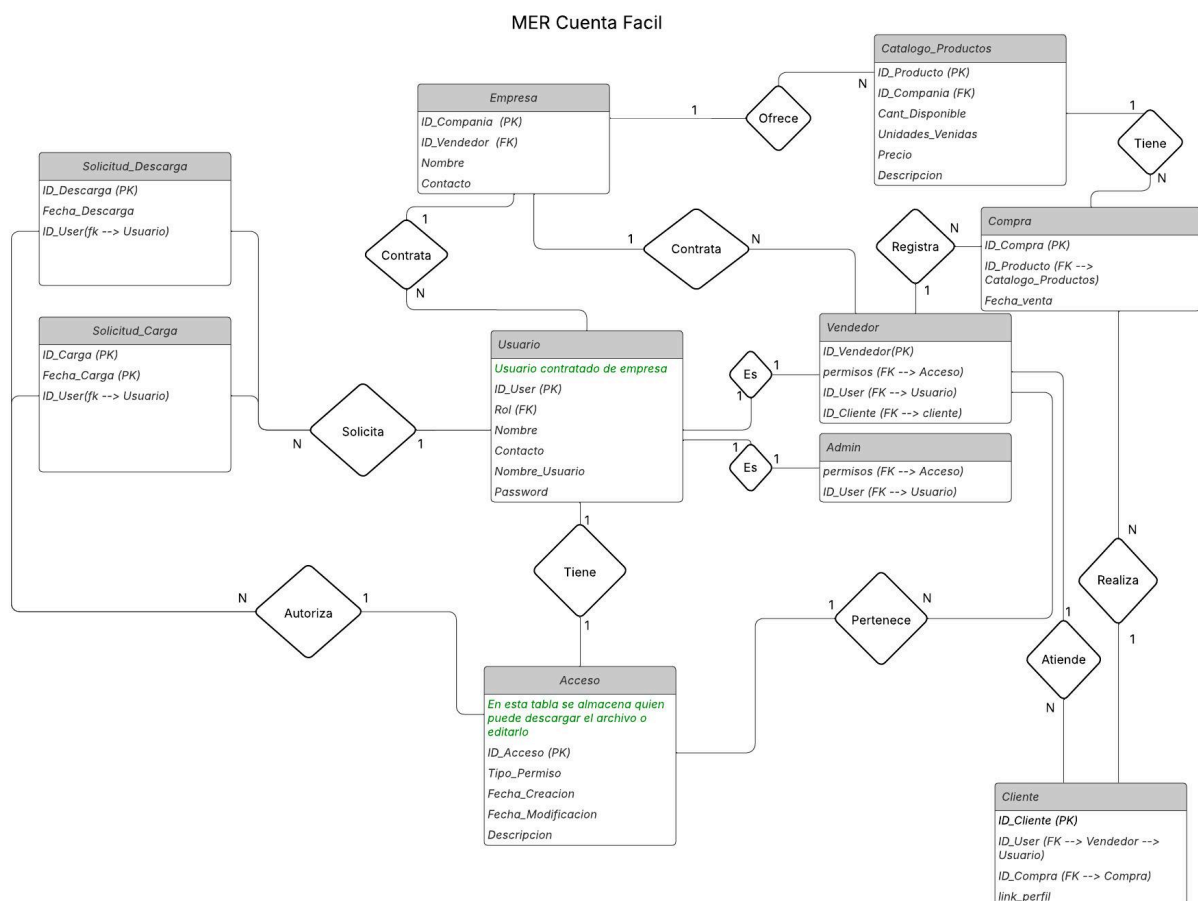 MER Cuenta Facil
Catalogo_Productos
ID_Producto (PK)
ID_Compania (FK)
Cant_Disponible
Unidades_Venidas
Precio
Descripcion
N
Ofrece
1
1
Tiene
N
Empresa
ID_Compania (PK)
ID_Vendedor (FK)
Nombre
Contacto
Solicitud_Descarga
ID_Descarga (PK)
Fecha_Descarga
ID_User(fk --> Usuario)
1
Contrata
N
1
Contrata
N
Registra
N
1
Compra
ID_Compra (PK)
ID_Producto (FK -->
Catalogo_Productos)
Fecha_venta
Solicitud_Carga
ID_Carga (PK)
Fecha_Carga (PK)
ID_User(fk --> Usuario)
N
Solicita
1
Usuario
Usuario contratado de empresa
ID_User (PK)
Rol (FK)
Nombre
Contacto
Nombre_Usuario
Password
Es
1
1
Es
1
1
Vendedor
ID_Vendedor(PK)
permisos (FK --> Acceso)
ID_User (FK --> Usuario)
ID_Cliente (FK --> cliente)
Admin
permisos (FK --> Acceso)
ID_User (FK --> Usuario)
1
Tiene
1
N
Realiza
1
N
Autoriza
1
1
Pertenece
N
1
Atiende
N
Acceso
En esta tabla se almacena quien
puede descargar el archivo o
editarlo
ID_Acceso (PK)
Tipo_Permiso
Fecha_Creacion
Fecha_Modificacion
Descripcion
Cliente
ID_Cliente (PK)
ID_User (FK --> Vendedor -->
Usuario)
ID_Compra (FK --> Compra)
link_perfil